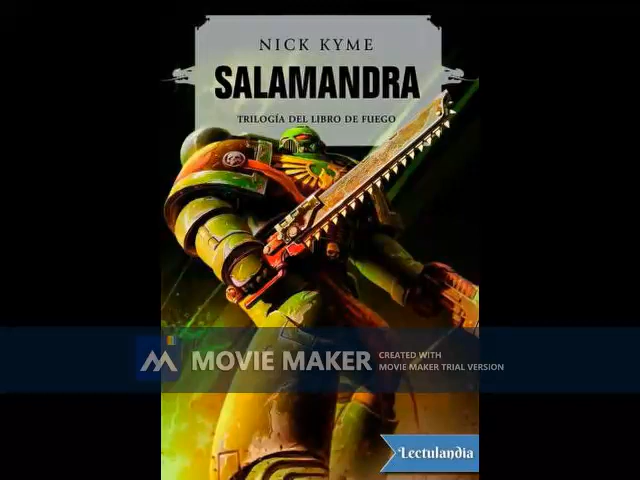 NICK KYME
SALAMANDRA
TRILOGÍA DEL LIBRO DE FUEGO
MOVIE MAKER
CREATED WITH
MOVIE MAKER TRIAL VERSION
Lectulandia